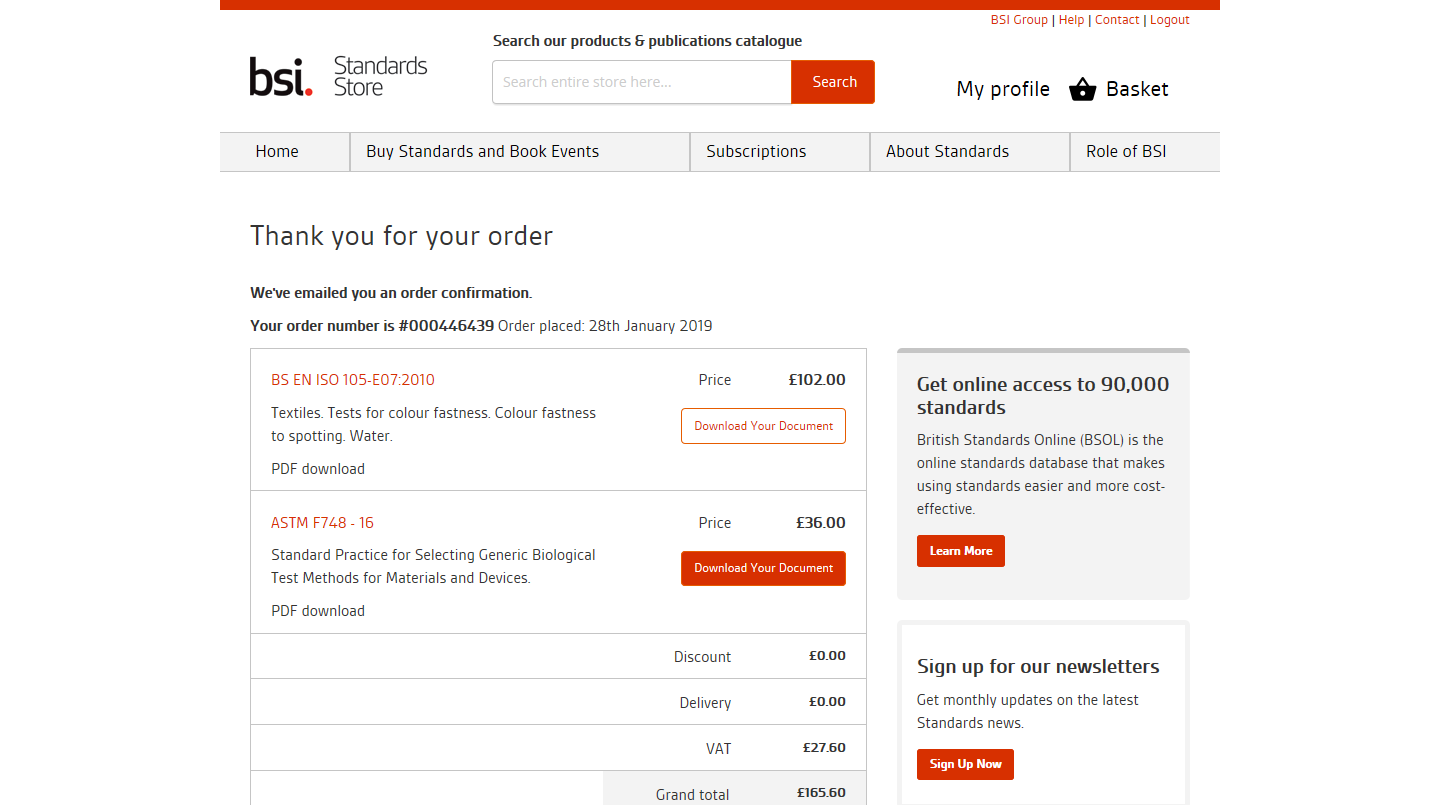 BSI Group | Help | Contact | Logout
Search our products & publications catalogue
bsi. Standards
Store
Search entire store here...
Search
My profile
Basket
Home
Buy Standards and Book Events
Subscriptions
About Standards
Role of BSI
Thank you for your order
We've emailed you an order confirmation.
Your order number is #000446439 Order placed: 28th January 2019
BS EN ISO 105-E07:2010
Price £102.00
Textiles. Tests for colour fastness. Colour fastness
to spotting. Water.
Download Your Document
PDF download
ASTM F748 - 16
Price £36.00
Standard Practice for Selecting Generic Biological
Test Methods for Materials and Devices.
Download Your Document
PDF download
Discount £0.00
Delivery £0.00
VAT £27.60
Grand total £165.60
Get online access to 90,000
standards
British Standards Online (BSOL) is the
online standards database that makes
using standards easier and more cost-
effective.
Learn More
Sign up for our newsletters
Get monthly updates on the latest
Standards news.
Sign Up Now